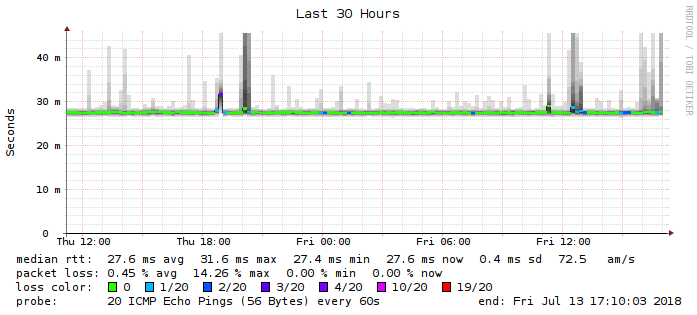 Last 30 Hours
RRDTOOL / TOBI OETIKER
Seconds
40 m
30 m
20 m
10 m
0
Thu 12:00 Thu 18:00 Fri 00:00 Fri 06:00 Fri 12:00
median rtt: 27.6 ms avg 31.6 ms max 27.4 ms min 27.6 ms now 0.4 ms sd 72.5 am/s
packet loss: 0.45 % avg 14.26 % max 0.00 % min 0.00 % now
loss color: 0 1/20 2/20 3/20 4/20 10/20 19/20
probe: 20 ICMP Echo Pings (56 Bytes) every 60s end: Fri Jul 13 17:10:03 2018